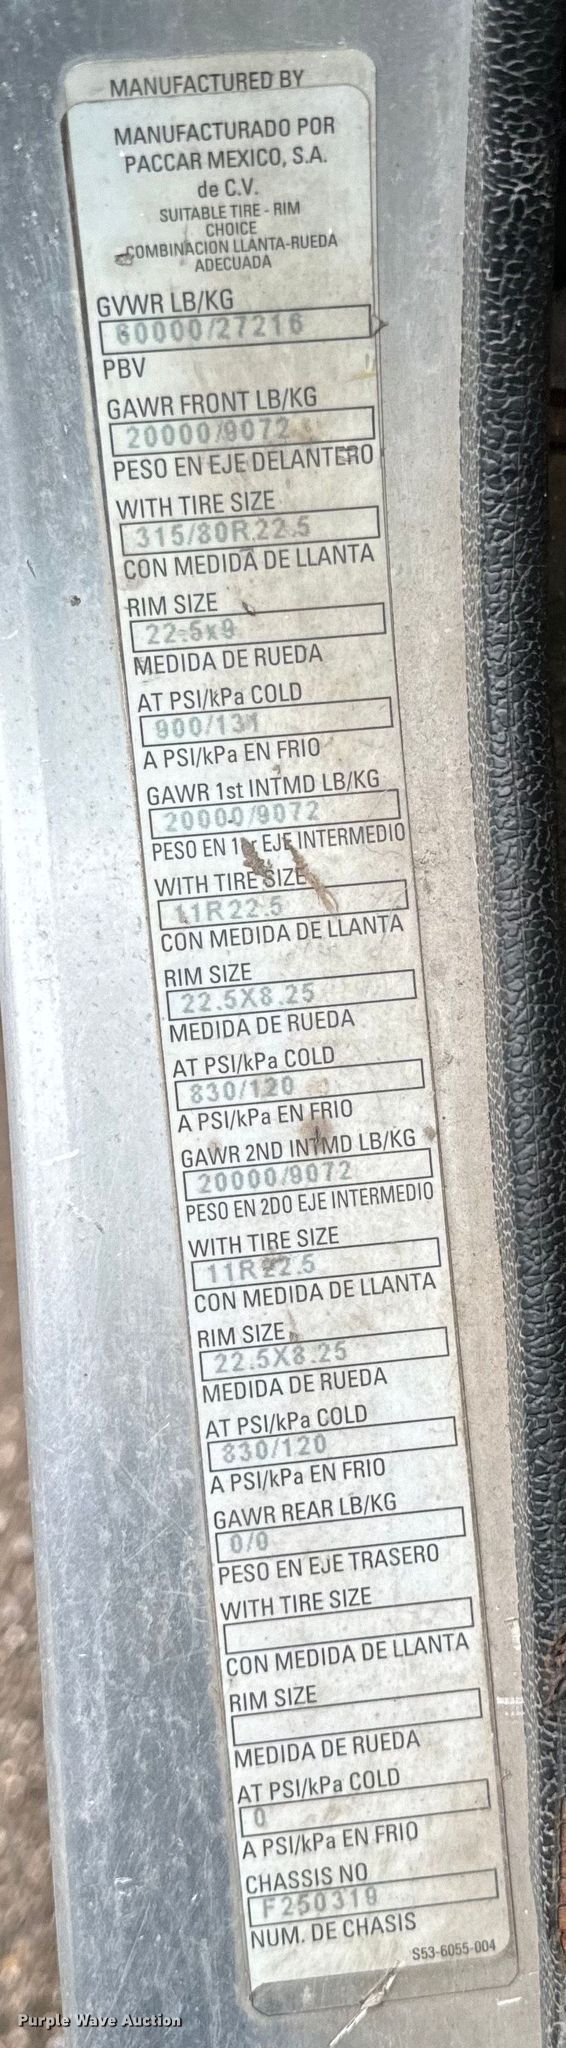 MANUFACTURED BY
MANUFACTURADO POR
PACCAR MEXICO, S.A.
de C.V.
SUITABLE TIRE - RIM
CHOICE
COMBINACION LLANTA-RUEDA
ADECUADA
GVWR LB/KG
60000/27216
PBV
GAWR FRONT LB/KG
20000/9072
PESO EN EJE DELANTERO
WITH TIRE SIZE
315/80R22.5
CON MEDIDA DE LLANTA
RIM SIZE
22.5x9
MEDIDA DE RUEDA
AT PSI/kPa COLD
900/131
A PSI/kPa EN FRIO
GAWR 1st INTMD LB/KG
20000/9072
PESO EN 1er EJE INTERMEDIO
WITH TIRE SIZE
11R22.5
CON MEDIDA DE LLANTA
RIM SIZE
22.5X8.25
MEDIDA DE RUEDA
AT PSI/kPa COLD
830/120
A PSI/kPa EN FRIO
GAWR 2ND INTMD LB/KG
20000/9072
PESO EN 2DO EJE INTERMEDIO
WITH TIRE SIZE
11R22.5
CON MEDIDA DE LLANTA
RIM SIZE
22.5X8.25
MEDIDA DE RUEDA
AT PSI/kPa COLD
830/120
A PSI/kPa EN FRIO
GAWR REAR LB/KG
0/0
PESO EN EJE TRASERO
WITH TIRE SIZE
CON MEDIDA DE LLANTA
RIM SIZE
MEDIDA DE RUEDA
AT PSI/kPa COLD
0
A PSI/kPa EN FRIO
CHASSIS NO
F250319
NUM. DE CHASIS
S53-6055-004
Purple Wave Auction